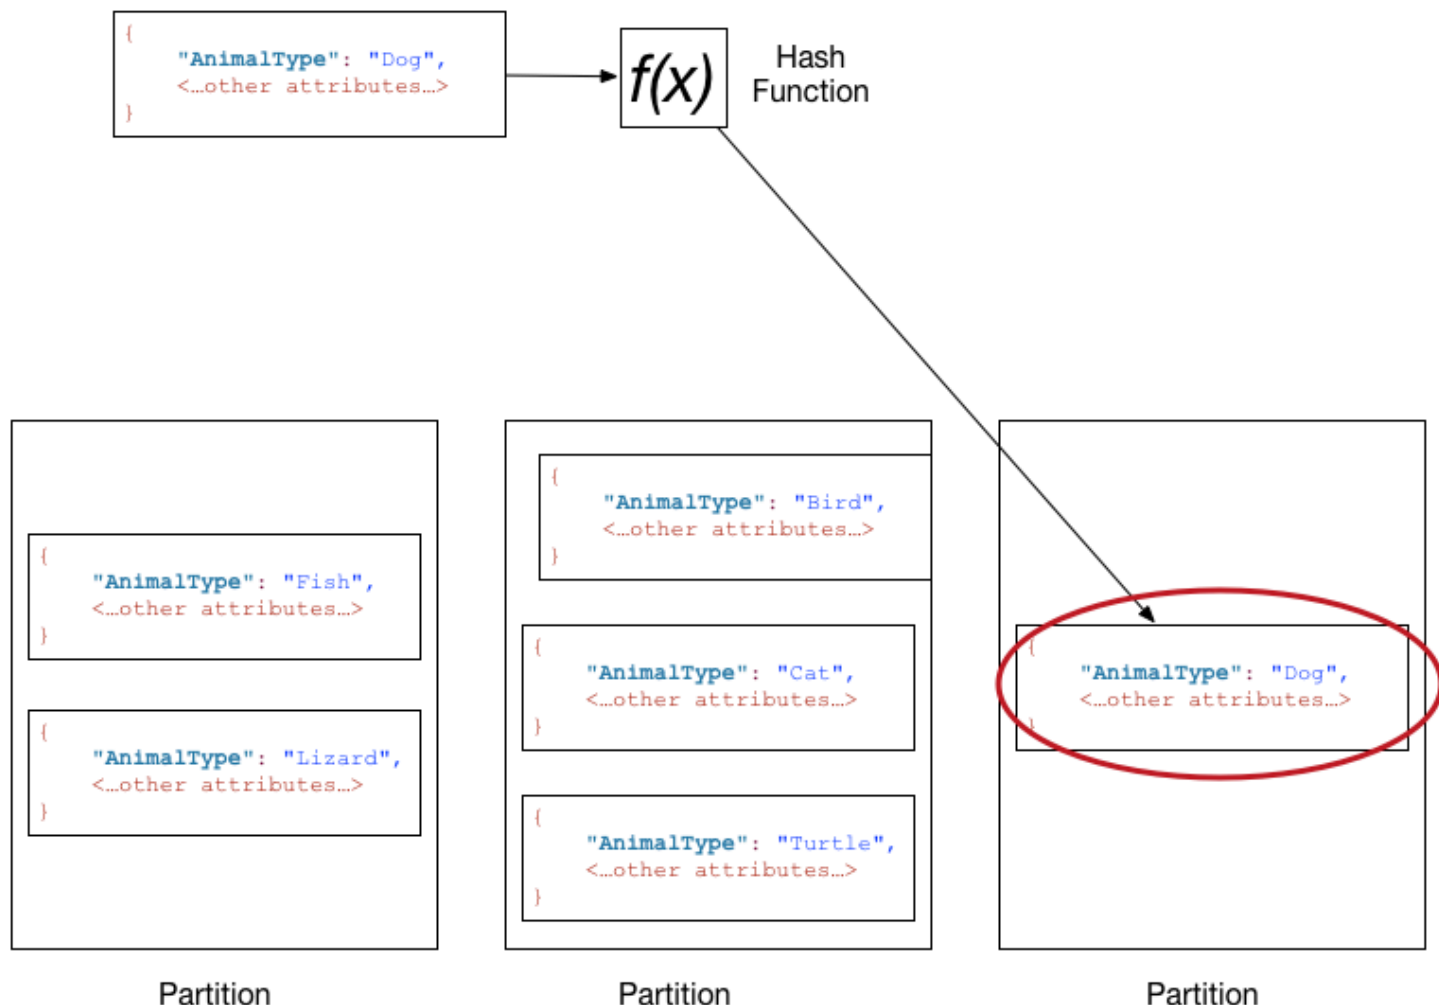 {
"AnimalType": "Dog",
<…other attributes…>
}
f(x)
Hash
Function
{
"AnimalType": "Fish",
<…other attributes…>
}
{
"AnimalType": "Lizard",
<…other attributes…>
}
Partition
{
"AnimalType": "Bird",
<…other attributes…>
}
{
"AnimalType": "Cat",
<…other attributes…>
}
{
"AnimalType": "Turtle",
<…other attributes…>
}
Partition
{
"AnimalType": "Dog",
<…other attributes…>
}
Partition